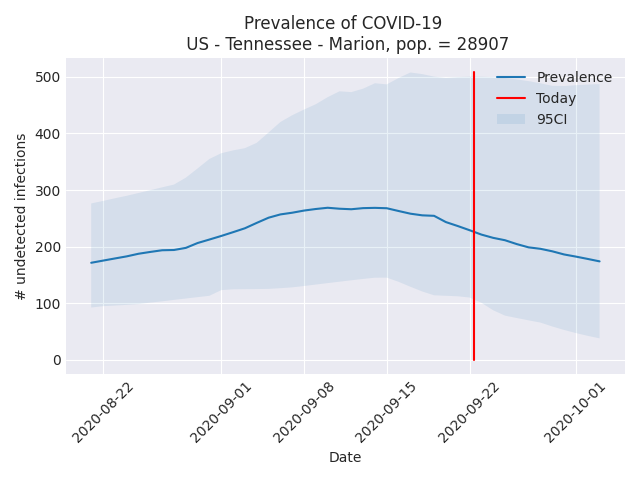 Prevalence of COVID-19
US - Tennessee - Marion, pop. = 28907
500
400
300
200
100
0
# undetected infections
Prevalence
Today
95CI
2020-08-22
2020-09-01
2020-09-08
2020-09-15
2020-09-22
2020-10-01
Date